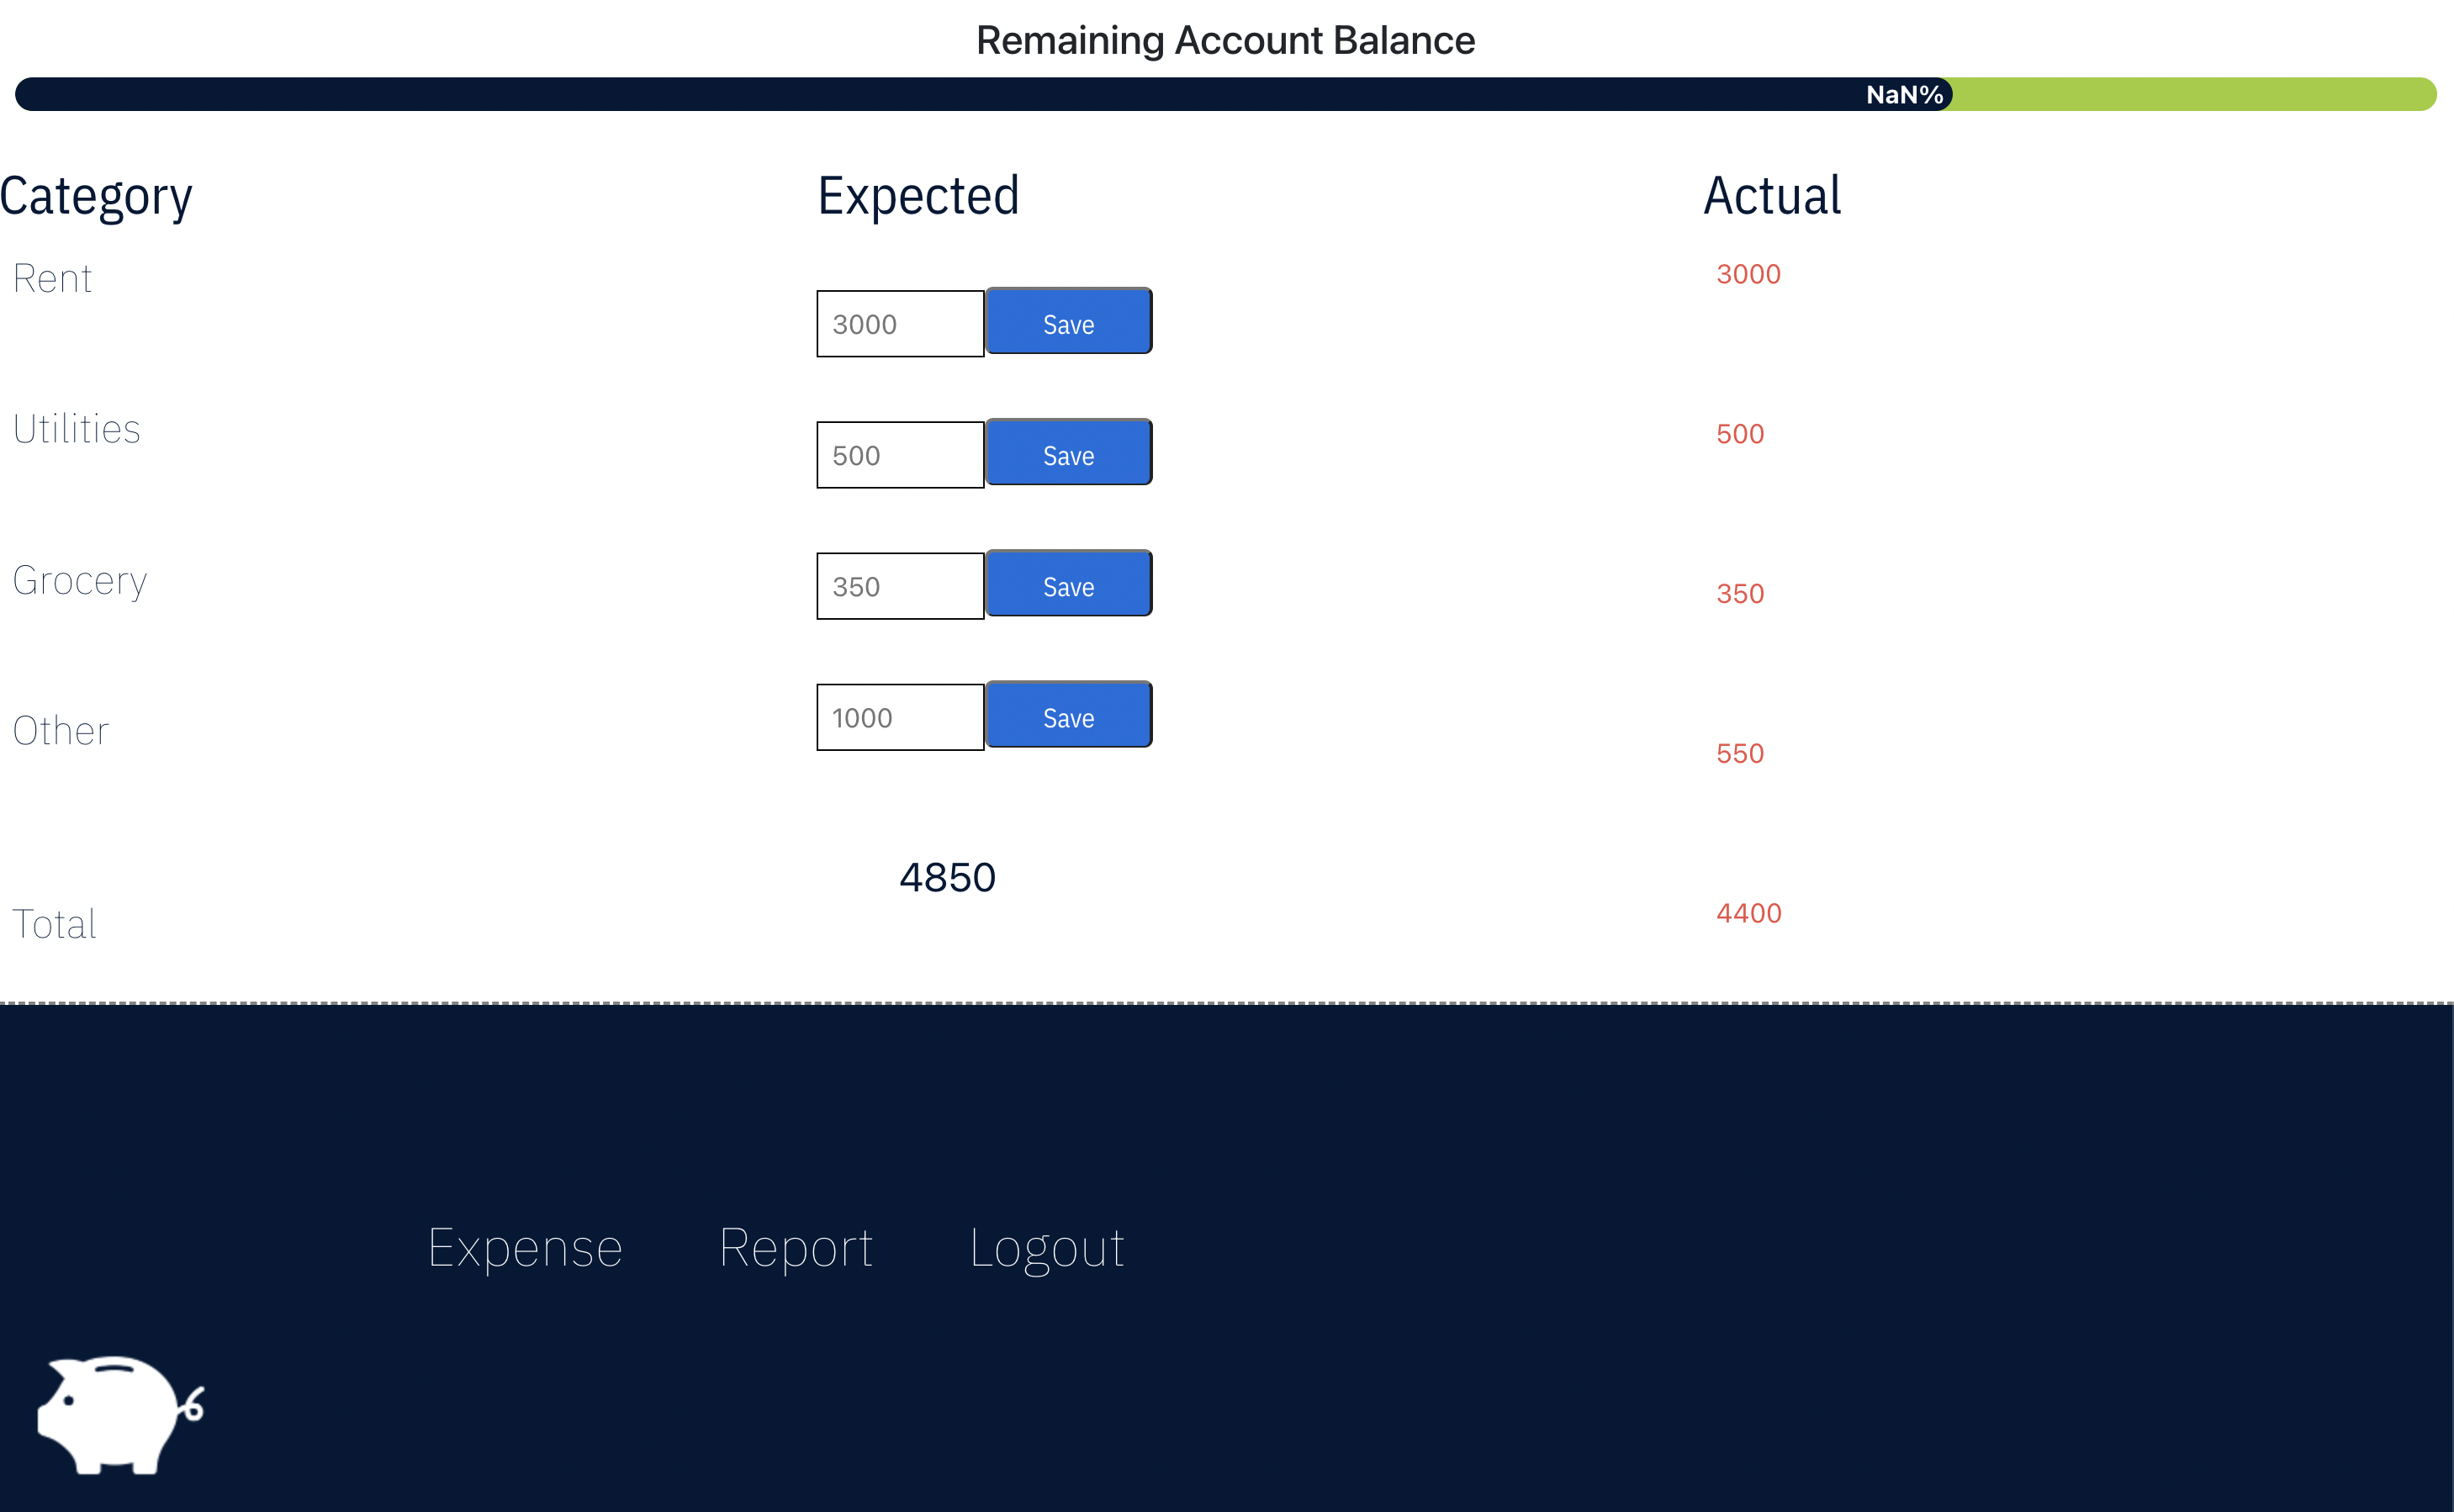 Remaining Account Balance
NaN%
Category Expected Actual
Rent 3000 Save 3000
Utilities 500 Save 500
Grocery 350 Save 350
Other 1000 Save 550
Total 4850 4400
Expense Report Logout